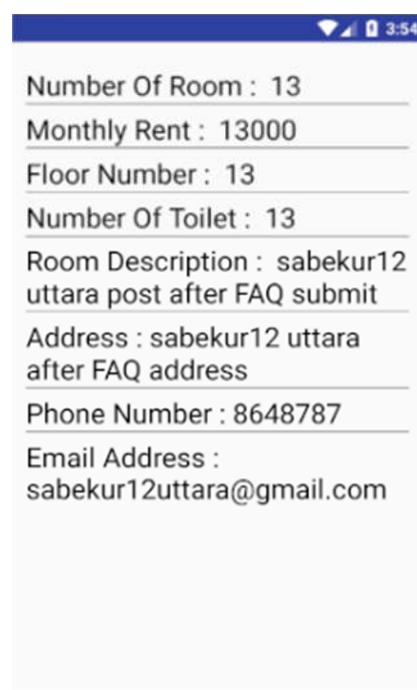 3:54
Number Of Room :  13
Monthly Rent :  13000
Floor Number :  13
Number Of Toilet :  13
Room Description :  sabekur12
uttara post after FAQ submit
Address : sabekur12 uttara
after FAQ address
Phone Number : 8648787
Email Address :
sabekur12uttara@gmail.com